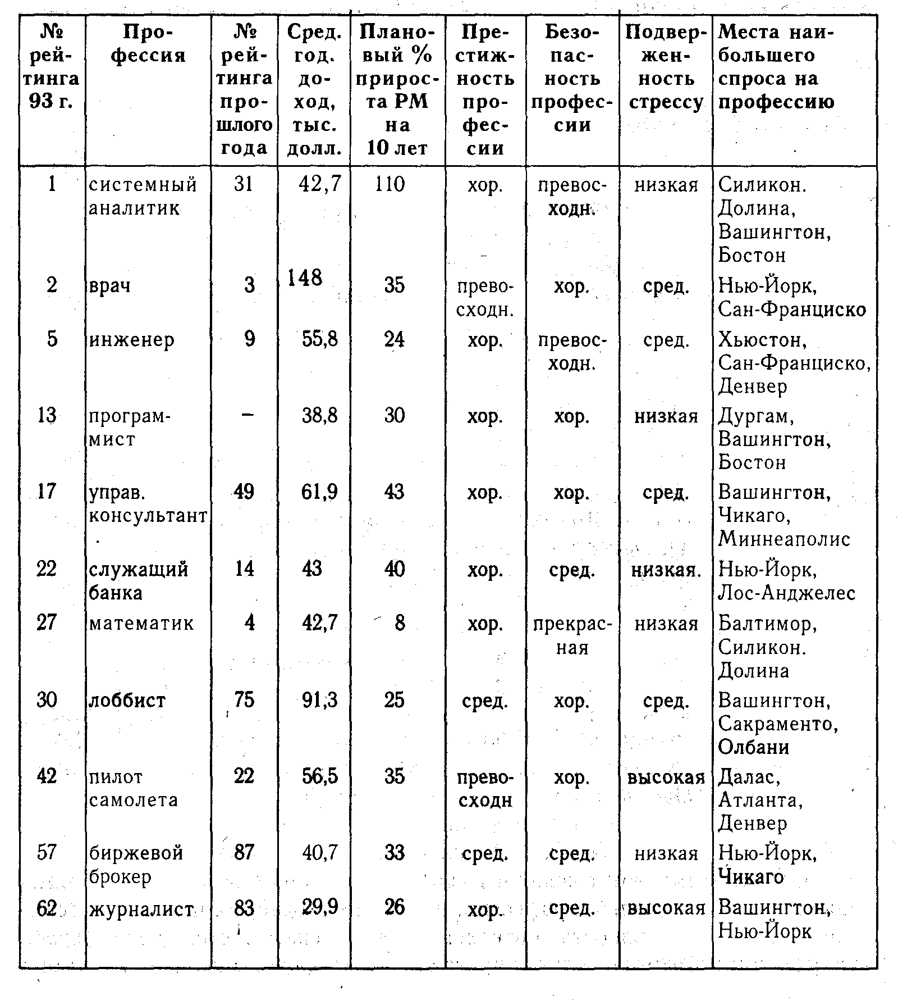 № рей- тинга 93 г. | Про- фессия | № рей- тинга про- шлого года | Сред. год. до- ход, тыс. долл. | Плано- вый % прирос- та РМ на 10 лет | Пре- стиж- ность про- фес- сии | Безо- пас- ность профес- сии | Подвер- жен- ность стрессу | Места наи- большего спроса на профессию
1 системный 31 42,7 110 хор. превос- низкая Силикон.
аналитик ходн. Долина,
Вашингтон,
Бостон
2 врач 3 148 35 прево- хор. сред. Нью-Йорк,
сходн. Сан-Франциско
5 инженер 9 55,8 24 хор. превос- сред. Хьюстон,
ходн. Сан-Франциско,
Денвер
13 програм- – 38,8 30 хор. хор. низкая Дургам,
мист Вашингтон,
Бостон
17 управ. 49 61,9 43 хор. хор. сред. Вашингтон,
консультант Чикаго,
Миннеаполис
22 служащий 14 43 40 хор. сред. низкая. Нью-Йорк,
банка Лос-Анджелес
27 математик 4 42,7 8 хор. прекрас- низкая Балтимор,
ная Силикон.
Долина
30 лоббист 75 91,3 25 сред. хор. сред. Вашингтон,
Сакраменто,
Олбани
42 пилот 22 56,5 35 прево- хор. высокая Далас,
самолета сходн Атланта,
Денвер
57 биржевой 87 40,7 33 сред. сред. низкая Нью-Йорк,
брокер Чикаго
62 журналист 83 29,9 26 хор. сред. высокая Вашингтон,
Нью-Йорк